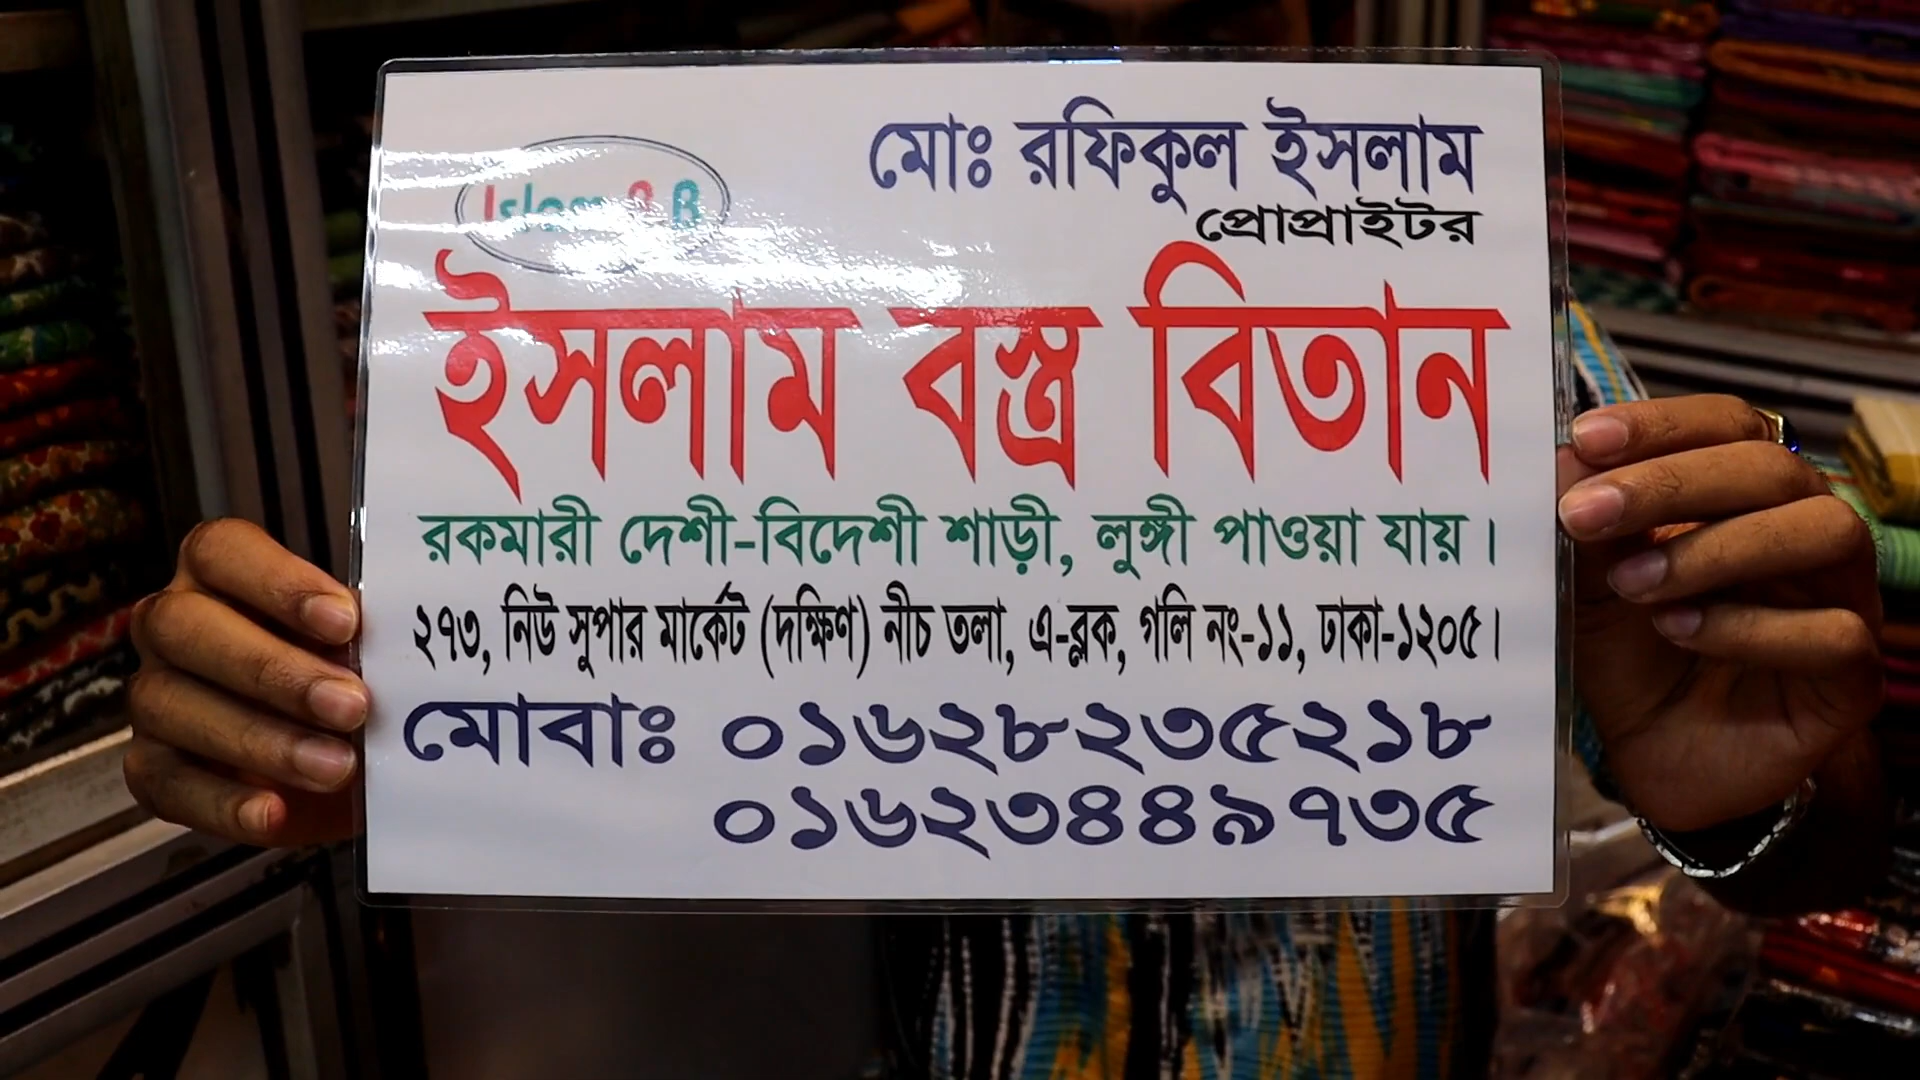 মোঃ রফিকুল ইসলাম
প্রোপ্রাইটর
B
ইসলাম বস্ত্র বিতান
রকমারী দেশী-বিদেশী শাড়ী, লুঙ্গী পাওয়া যায়।
২৭৩, নিউ সুপার মার্কেট (দক্ষিণ) নীচ তলা, এ-ব্লক, গলি নং-১১, ঢাকা-১২০৫।
মোবাঃ ০১৬২৮২৩৫২১৮
০১৬২৩৪৪৯৭৩৫